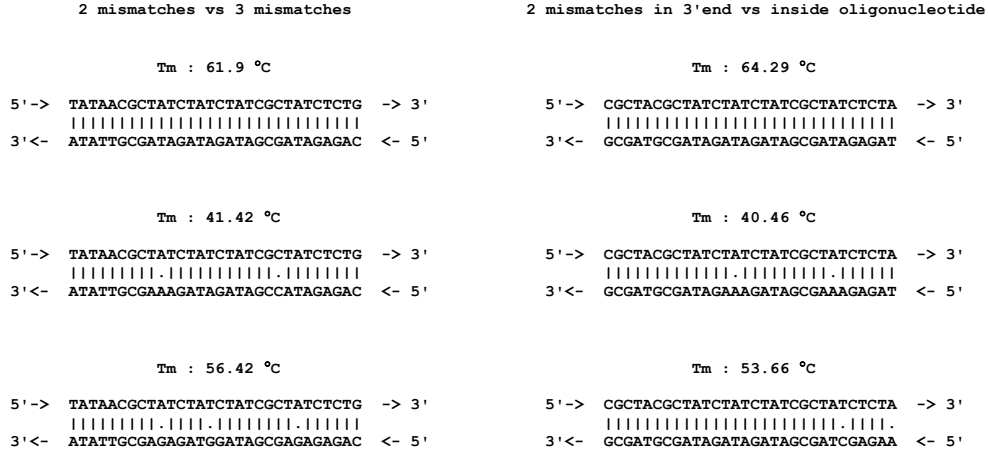 2 mismatches vs 3 mismatches
Tm : 61.9 °C
5'-> TATAACGCTATCTATCTATCGCTATCTCTG -> 3'
||||||||||||||||||||||||||||||
3'<- ATATTGCGATAGATAGATAGCGATAGAGAC <- 5'
Tm : 41.42 °C
5'-> TATAACGCTATCTATCTATCGCTATCTCTG -> 3'
|||||||||.|||||||||||.||||||||
3'<- ATATTGCGAAAGATAGATAGCCATAGAGAC <- 5'
Tm : 56.42 °C
5'-> TATAACGCTATCTATCTATCGCTATCTCTG -> 3'
|||||||||.||||.||||||||.||||||
3'<- ATATTGCGAGAGATGGATAGCGAGAGAGAC <- 5'
2 mismatches in 3'end vs inside oligonucleotide
Tm : 64.29 °C
5'-> CGCTACGCTATCTATCTATCGCTATCTCTA -> 3'
||||||||||||||||||||||||||||||
3'<- GCGATGCGATAGATAGATAGCGATAGAGAT <- 5'
Tm : 40.46 °C
5'-> CGCTACGCTATCTATCTATCGCTATCTCTA -> 3'
|||||||||||||.|||||||||.||||||
3'<- GCGATGCGATAGAAAGATAGCGAAAGAGAT <- 5'
Tm : 53.66 °C
5'-> CGCTACGCTATCTATCTATCGCTATCTCTA -> 3'
||||||||||||||||||||||||.||||.
3'<- GCGATGCGATAGATAGATAGCGATCGAGAA <- 5'